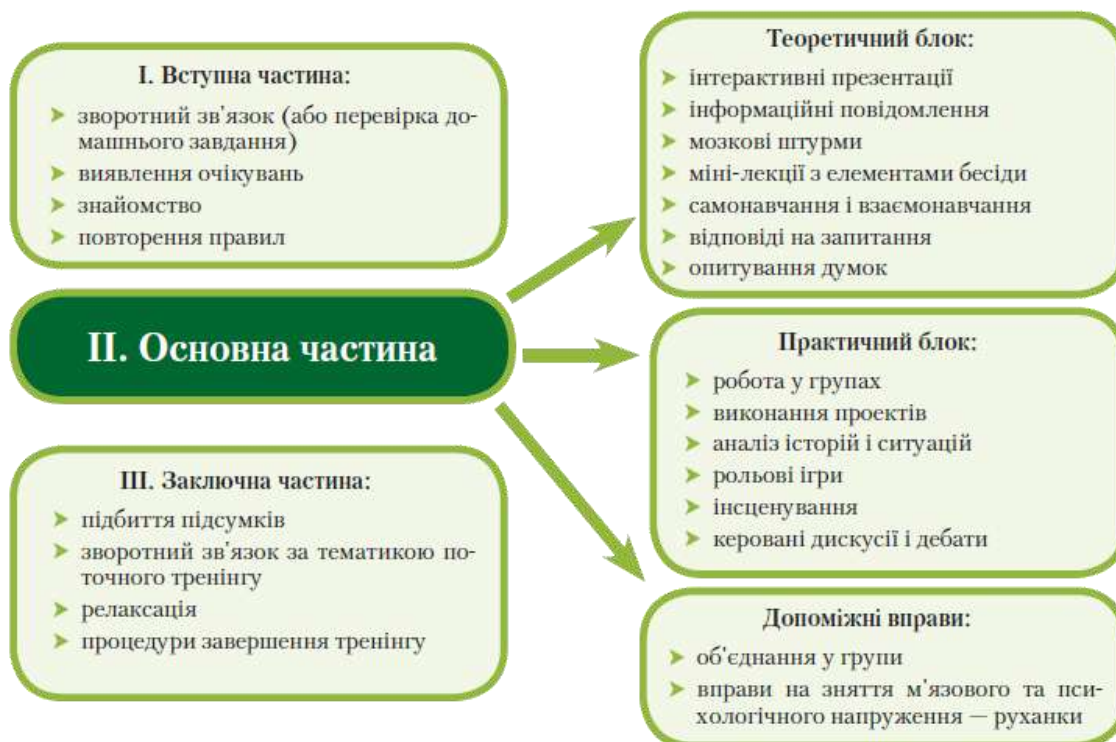 І. Вступна частина:
зворотний зв'язок (або перевірка до-
машнього завдання)
виявлення очікувань
знайомство
повторення правил
ІІ. Основна частина
ІІІ. Заключна частина:
підбиття підсумків
зворотний зв'язок за тематикою по-
точного тренінгу
релаксація
процедури завершення тренінгу
Теоретичний блок:
інтерактивні презентації
інформаційні повідомлення
мозкові штурми
міні-лекції з елементами бесіди
самонавчання і взаємонавчання
відповіді на запитання
опитування думок
Практичний блок:
робота у групах
виконання проектів
аналіз історій і ситуацій
рольові ігри
інсценування
керовані дискусії і дебати
Допоміжні вправи:
об'єднання у групи
вправи на зняття м'язового та пси-
хологічного напруження — руханки